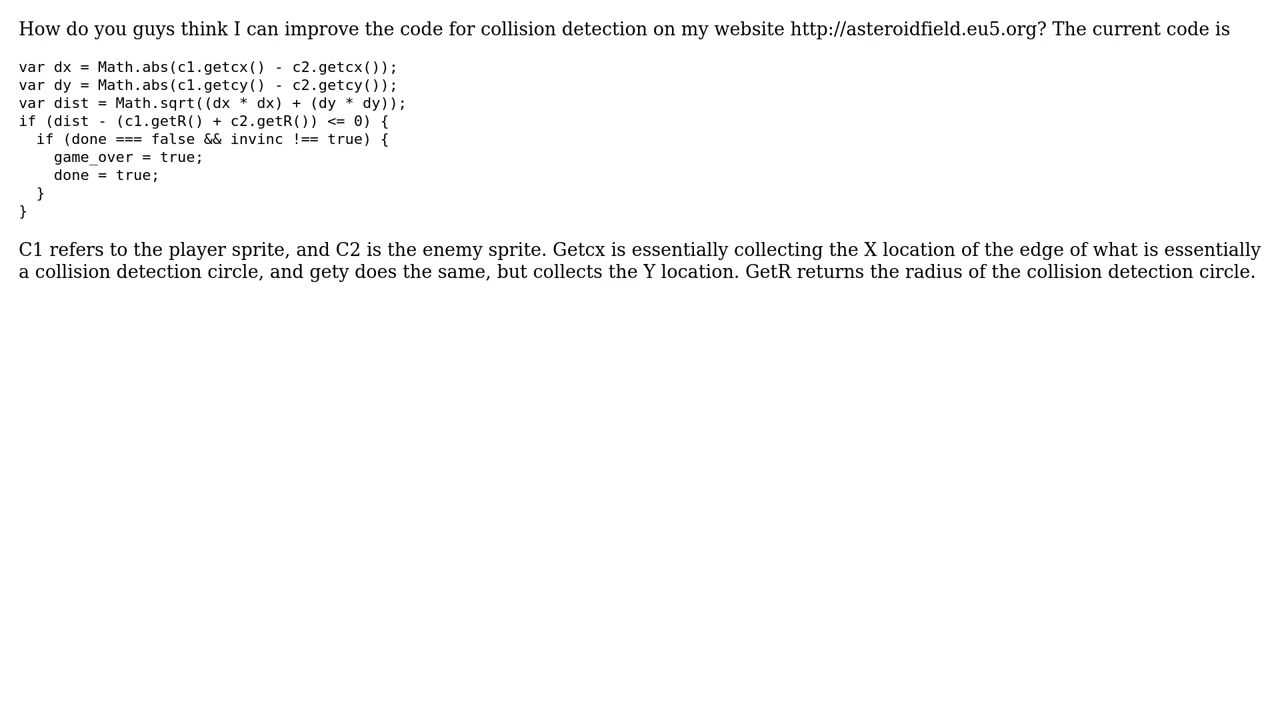 How do you guys think I can improve the code for collision detection on my website http://asteroidfield.eu5.org? The current code is
var dx = Math.abs(c1.getcx() - c2.getcx());
var dy = Math.abs(c1.getcy() - c2.getcy());
var dist = Math.sqrt((dx * dx) + (dy * dy));
if (dist - (c1.getR() + c2.getR()) <= 0) {
  if (done === false && invinc !== true) {
    game_over = true;
    done = true;
  }
}
C1 refers to the player sprite, and C2 is the enemy sprite. Getcx is essentially collecting the X location of the edge of what is essentially
a collision detection circle, and gety does the same, but collects the Y location. GetR returns the radius of the collision detection circle.